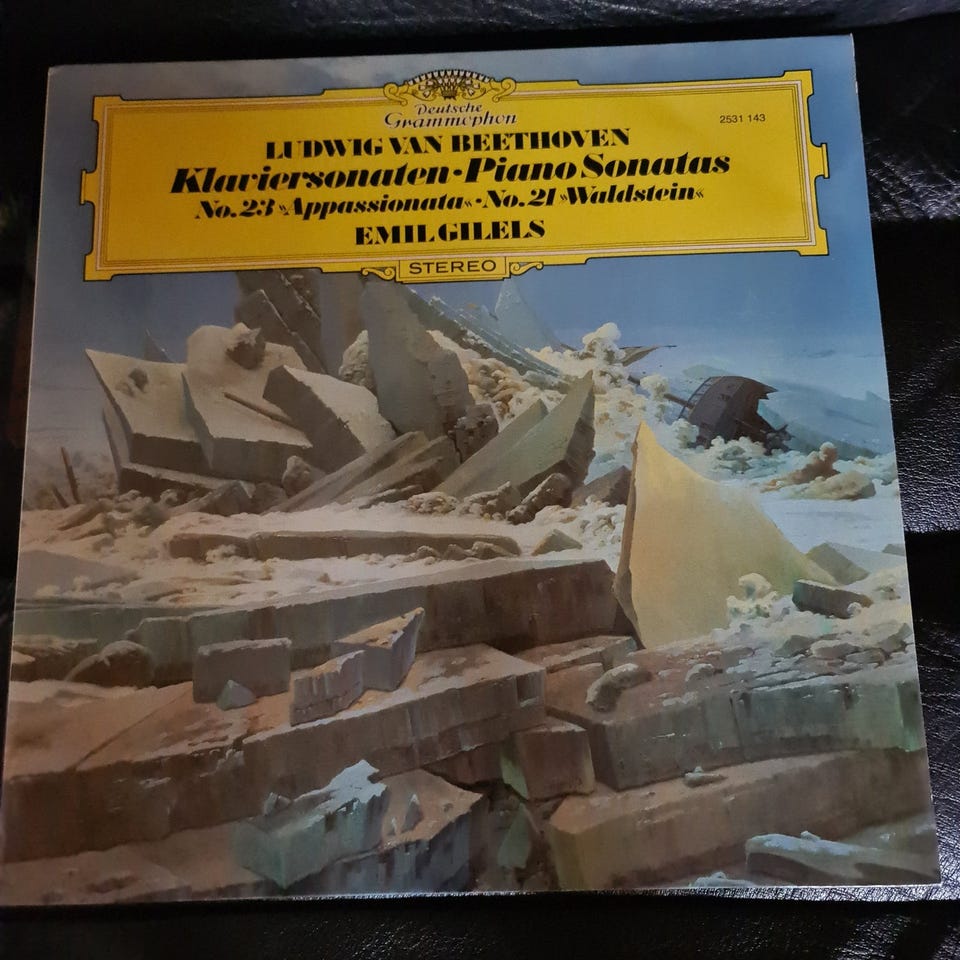 Deutsche
Grammophon
2531 143
LUDWIG VAN BEETHOVEN
Klaviersonaten·Piano Sonatas
No.23 »Appassionata«·No.21 »Waldstein«
EMIL GILELS
STEREO